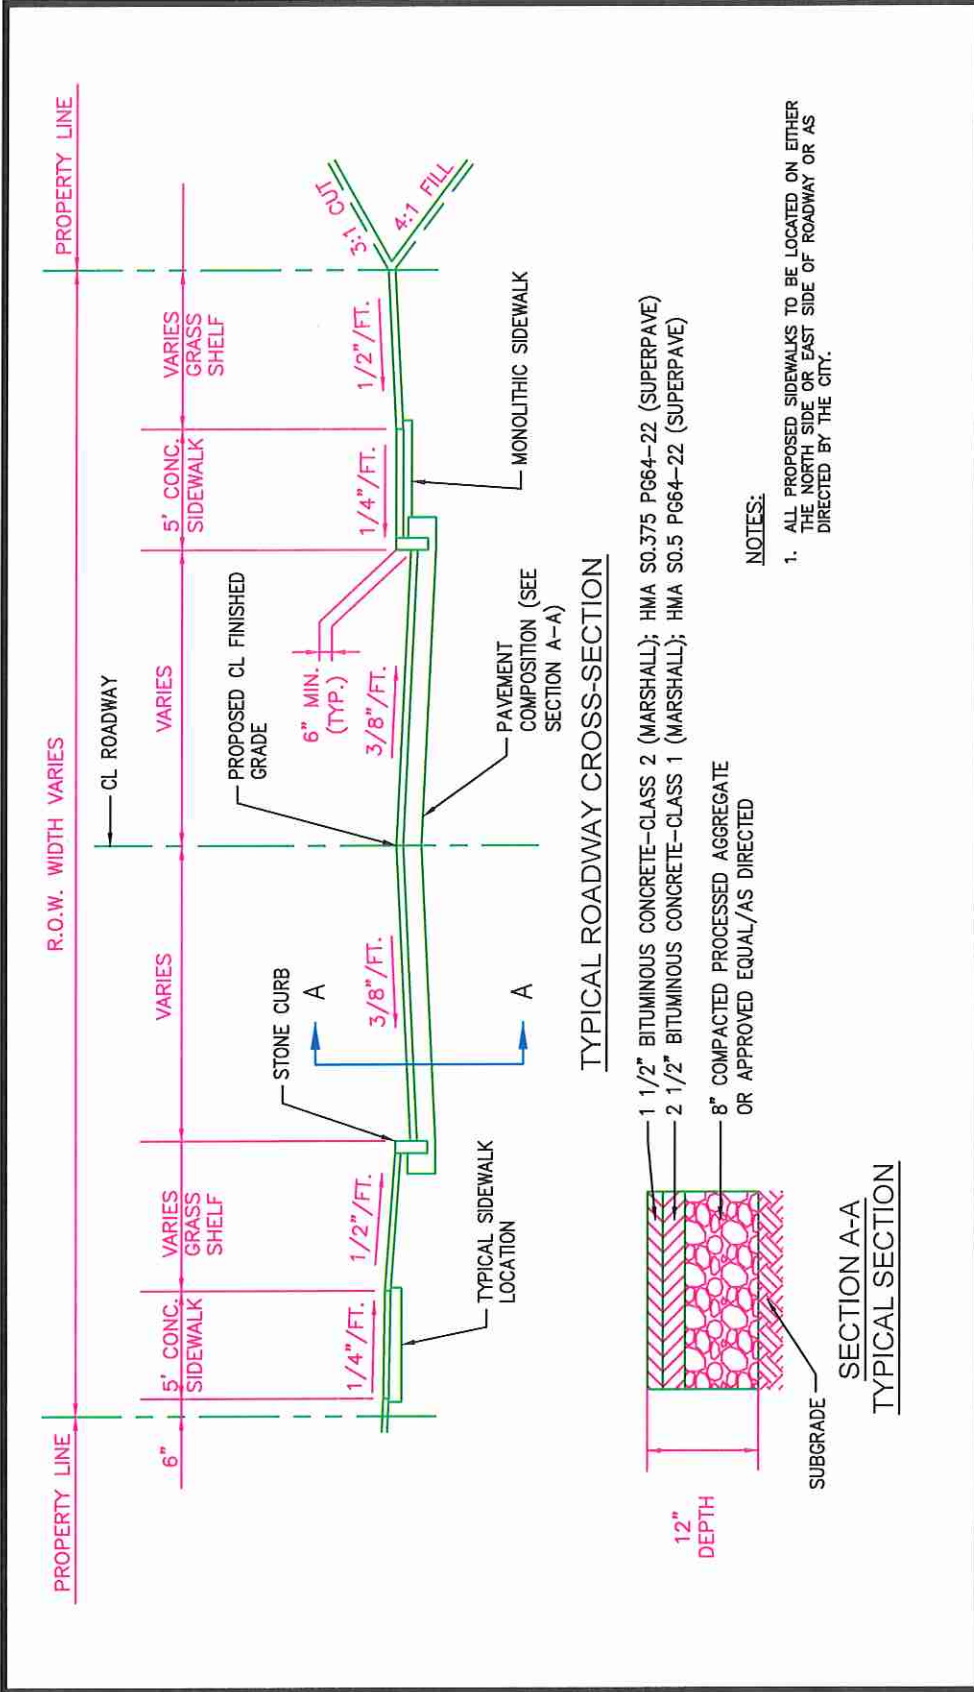 PROPERTY LINE
R.O.W. WIDTH VARIES
PROPERTY LINE
CL ROADWAY
6"
5' CONC.
SIDEWALK
VARIES
GRASS
SHELF
VARIES
VARIES
5' CONC.
SIDEWALK
VARIES
GRASS
SHELF
STONE CURB
PROPOSED CL FINISHED
GRADE
6" MIN.
(TYP.)
3:1 CUT
4:1 FILL
1/4"/FT.
1/2"/FT.
3/8"/FT.
3/8"/FT.
1/4"/FT.
1/2"/FT.
A
A
TYPICAL SIDEWALK
LOCATION
PAVEMENT
COMPOSITION (SEE
SECTION A-A)
MONOLITHIC SIDEWALK
TYPICAL ROADWAY CROSS-SECTION
1 1/2" BITUMINOUS CONCRETE-CLASS 2 (MARSHALL); HMA S0.375 PG64-22 (SUPERPAVE)
2 1/2" BITUMINOUS CONCRETE-CLASS 1 (MARSHALL); HMA S0.5 PG64-22 (SUPERPAVE)
8" COMPACTED PROCESSED AGGREGATE
OR APPROVED EQUAL/AS DIRECTED
12"
DEPTH
SUBGRADE
SECTION A-A
TYPICAL SECTION
NOTES:
1. ALL PROPOSED SIDEWALKS TO BE LOCATED ON EITHER
THE NORTH SIDE OR EAST SIDE OF ROADWAY OR AS
DIRECTED BY THE CITY.